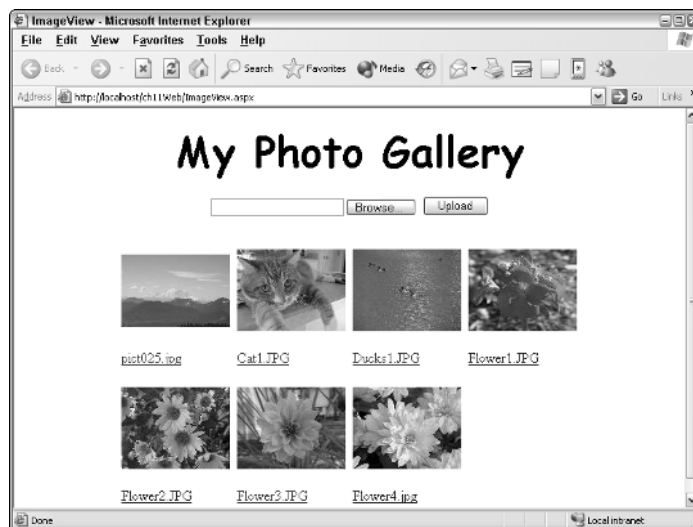 ImageView - Microsoft Internet Explorer
File Edit View Favorites Tools Help
Back Search Favorites Media
Address http://localhost/ch11Web/ImageView.aspx Go Links
My Photo Gallery
Browse... Upload
pict025.jpg Cat1.JPG Ducks1.JPG Flower1.JPG
Flower2.JPG Flower3.JPG Flower4.jpg
Done Local intranet